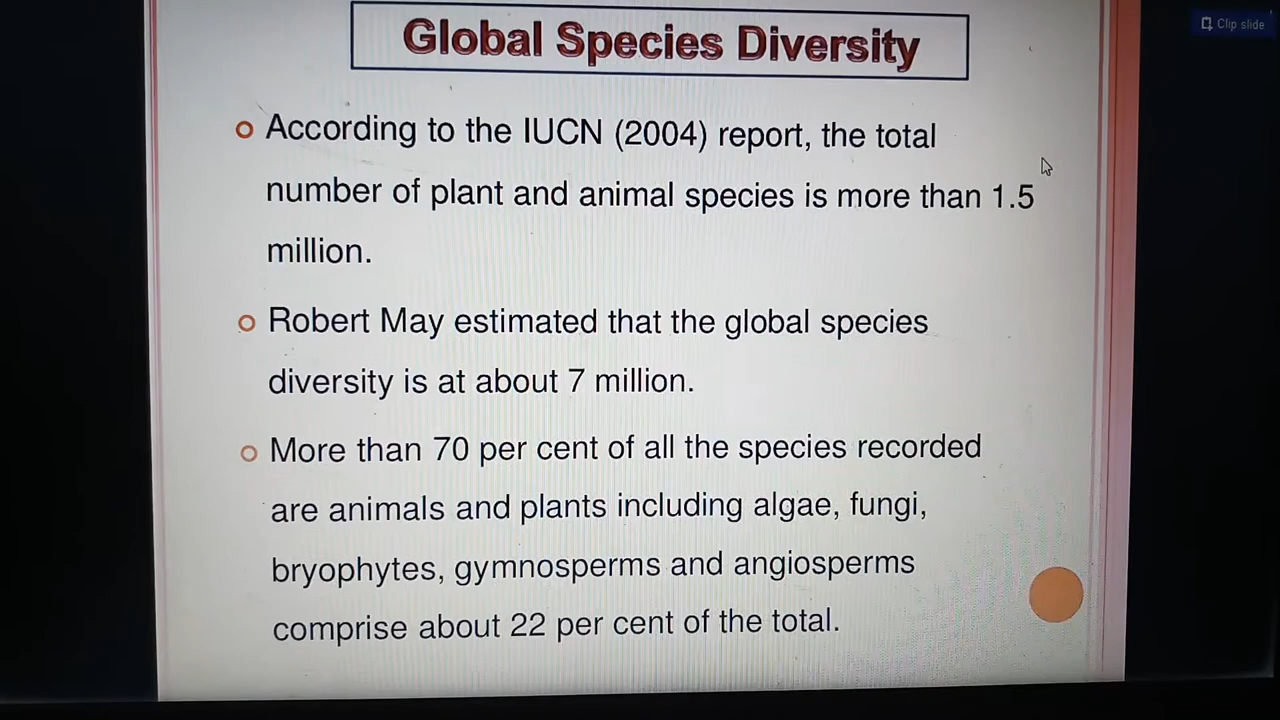 Clip slide
Global Species Diversity
According to the IUCN (2004) report, the total
number of plant and animal species is more than 1.5
million.
Robert May estimated that the global species
diversity is at about 7 million.
More than 70 per cent of all the species recorded
are animals and plants including algae, fungi,
bryophytes, gymnosperms and angiosperms
comprise about 22 per cent of the total.